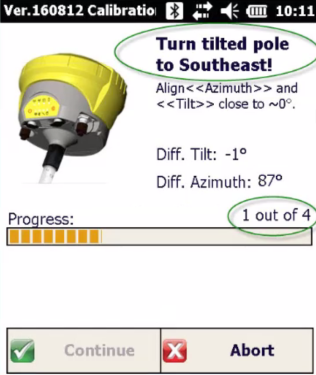 Ver.160812 Calibratio 10:11
Turn tilted pole
to Southeast!
Align<<Azimuth>> and
<<Tilt>> close to ~0°.
Diff. Tilt: -1°
Diff. Azimuth: 87°
Progress:
1 out of 4
Continue
Abort